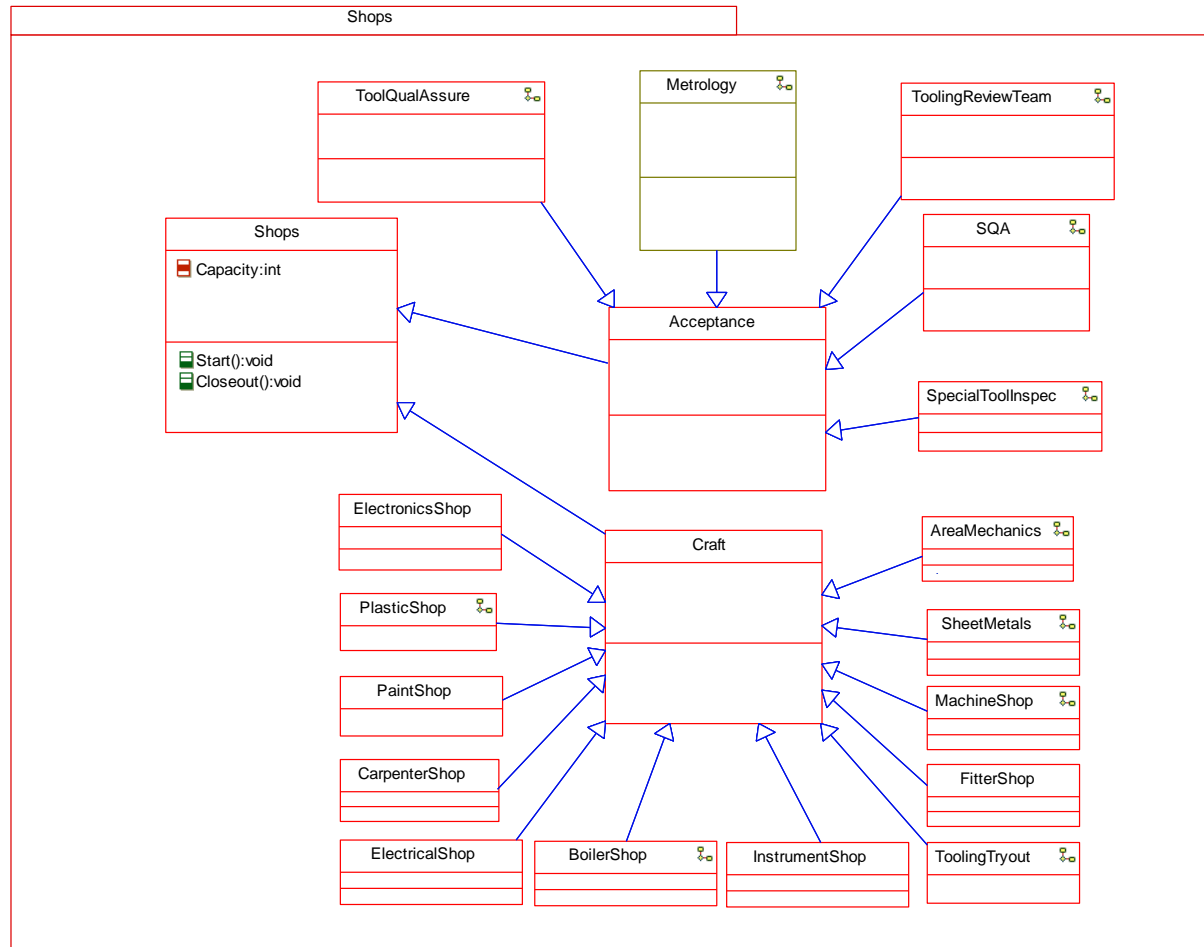 Shops
ToolQualAssure
Metrology
ToolingReviewTeam
Shops
Capacity:int
Start():void
Closeout():void
SQA
Acceptance
SpecialToolInspec
ElectronicsShop
Craft
AreaMechanics
PlasticShop
SheetMetals
PaintShop
MachineShop
CarpenterShop
FitterShop
ElectricalShop
BoilerShop
InstrumentShop
ToolingTryout